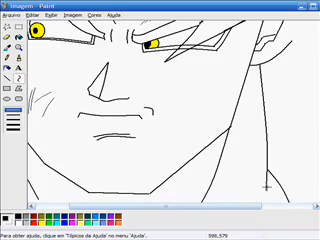 Imagem - Paint
Arquivo Editar Exibir Imagem Cores Ajuda
Para obter ajuda, clique em 'Tópicos da Ajuda' no menu 'Ajuda'. 598,579